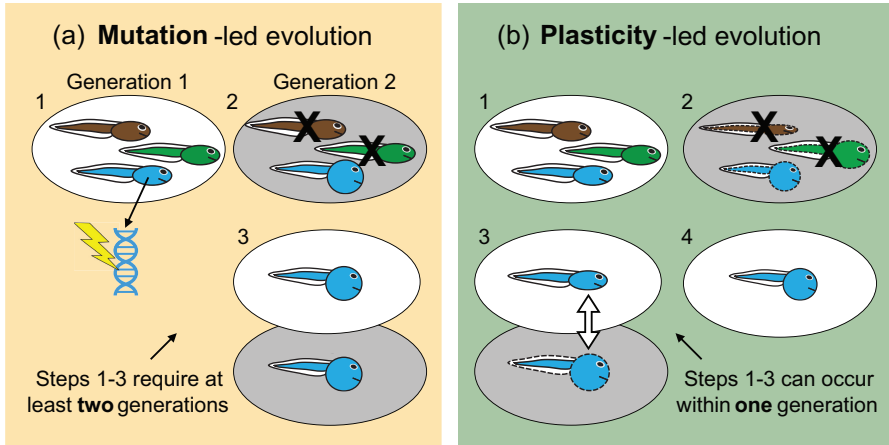 (a) Mutation -led evolution
Generation 1
Generation 2
1
2
3
Steps 1-3 require at
least two generations
(b) Plasticity -led evolution
1
2
3
4
Steps 1-3 can occur
within one generation